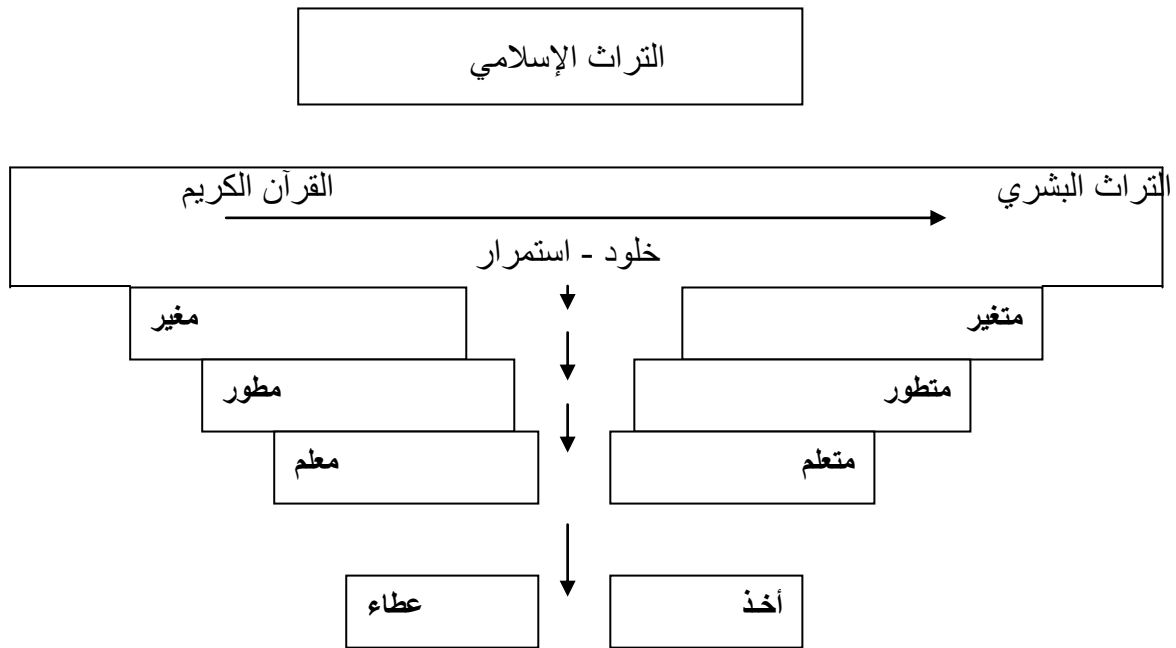 التراث الإسلامي
التراث البشري
القرآن الكريم
خلود - استمرار
متغير
مغير
متطور
مطور
متعلم
معلم
أخذ
عطاء